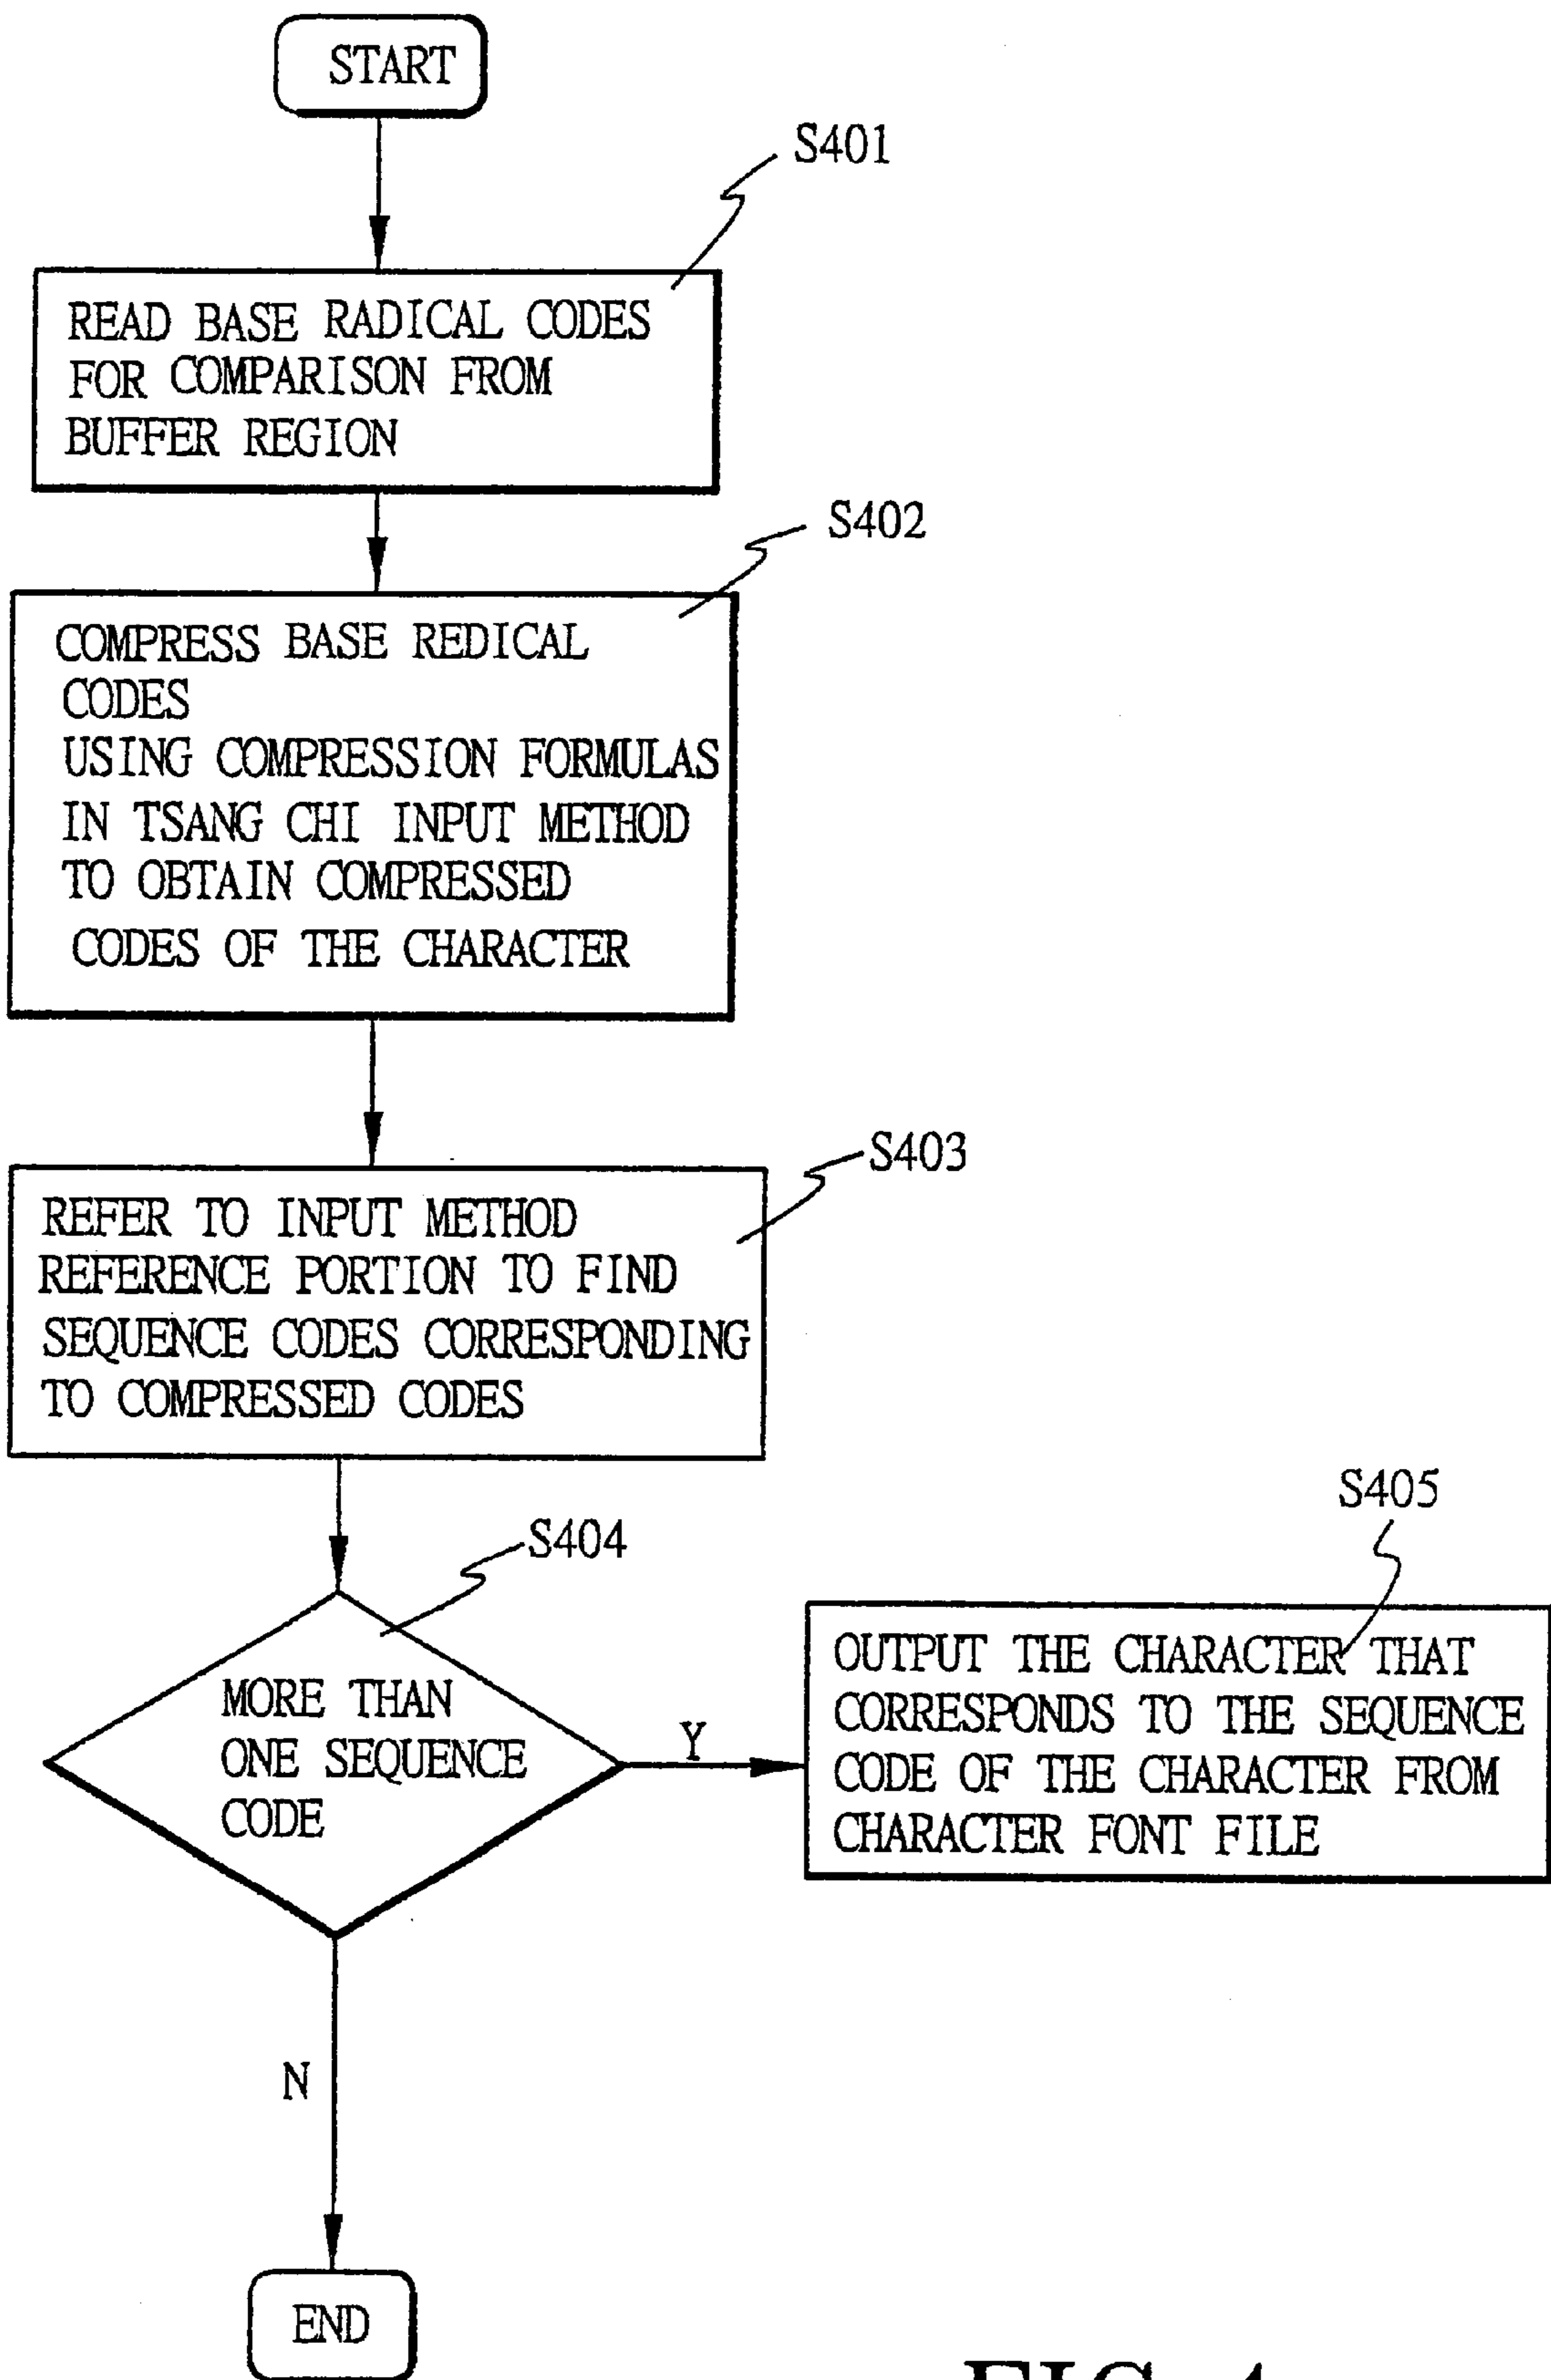 START
S401
READ BASE RADICAL CODES
FOR COMPARISON FROM
BUFFER REGION
S402
COMPRESS BASE REDICAL
CODES
USING COMPRESSION FORMULAS
IN TSANG CHI INPUT METHOD
TO OBTAIN COMPRESSED
CODES OF THE CHARACTER
S403
REFER TO INPUT METHOD
REFERENCE PORTION TO FIND
SEQUENCE CODES CORRESPONDING
TO COMPRESSED CODES
S404
MORE THAN
ONE SEQUENCE
CODE
Y
S405
OUTPUT THE CHARACTER THAT
CORRESPONDS TO THE SEQUENCE
CODE OF THE CHARACTER FROM
CHARACTER FONT FILE
N
END